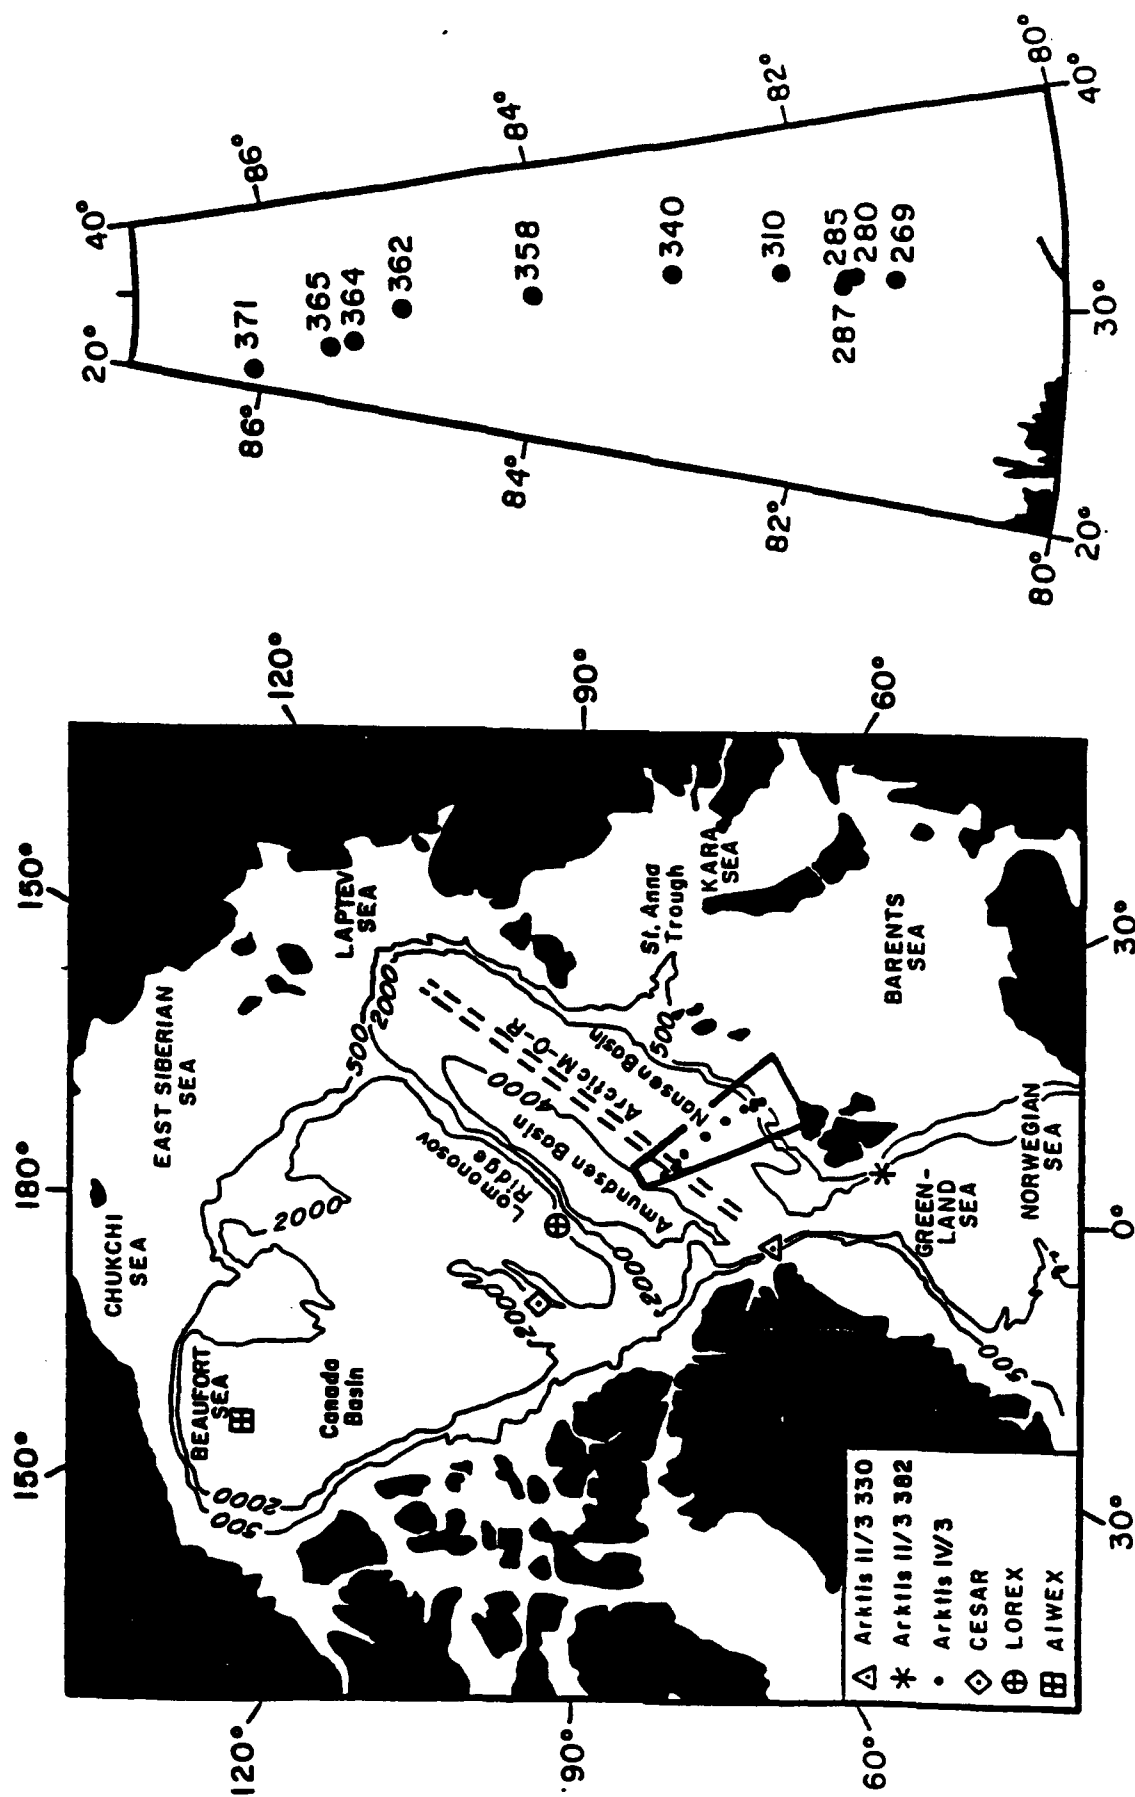 150°
180°
150°
120°
90°
60°
30°
0°
30°
60°
90°
120°
CHUKCHI
SEA
EAST SIBERIAN
SEA
LAPTEV
SEA
BEAUFORT
SEA
Canada
Basin
500
2000
2000
500
2000
Lomonosov
Ridge
4000
Arctic M-O-R
Amundsen Basin
Nansen Basin
2000
2000
500
St. Anna
Trough
KARA
SEA
BARENTS
SEA
GREEN-
LAND
SEA
NORWEGIAN
SEA
500
Arktis II/3 330
Arktis II/3 382
Arktis IV/3
CESAR
LOREX
AIWEX
20°
40°
86°
86°
84°
84°
82°
82°
80°
80°
20°
30°
40°
371
365
364
362
358
340
310
285
287
280
269